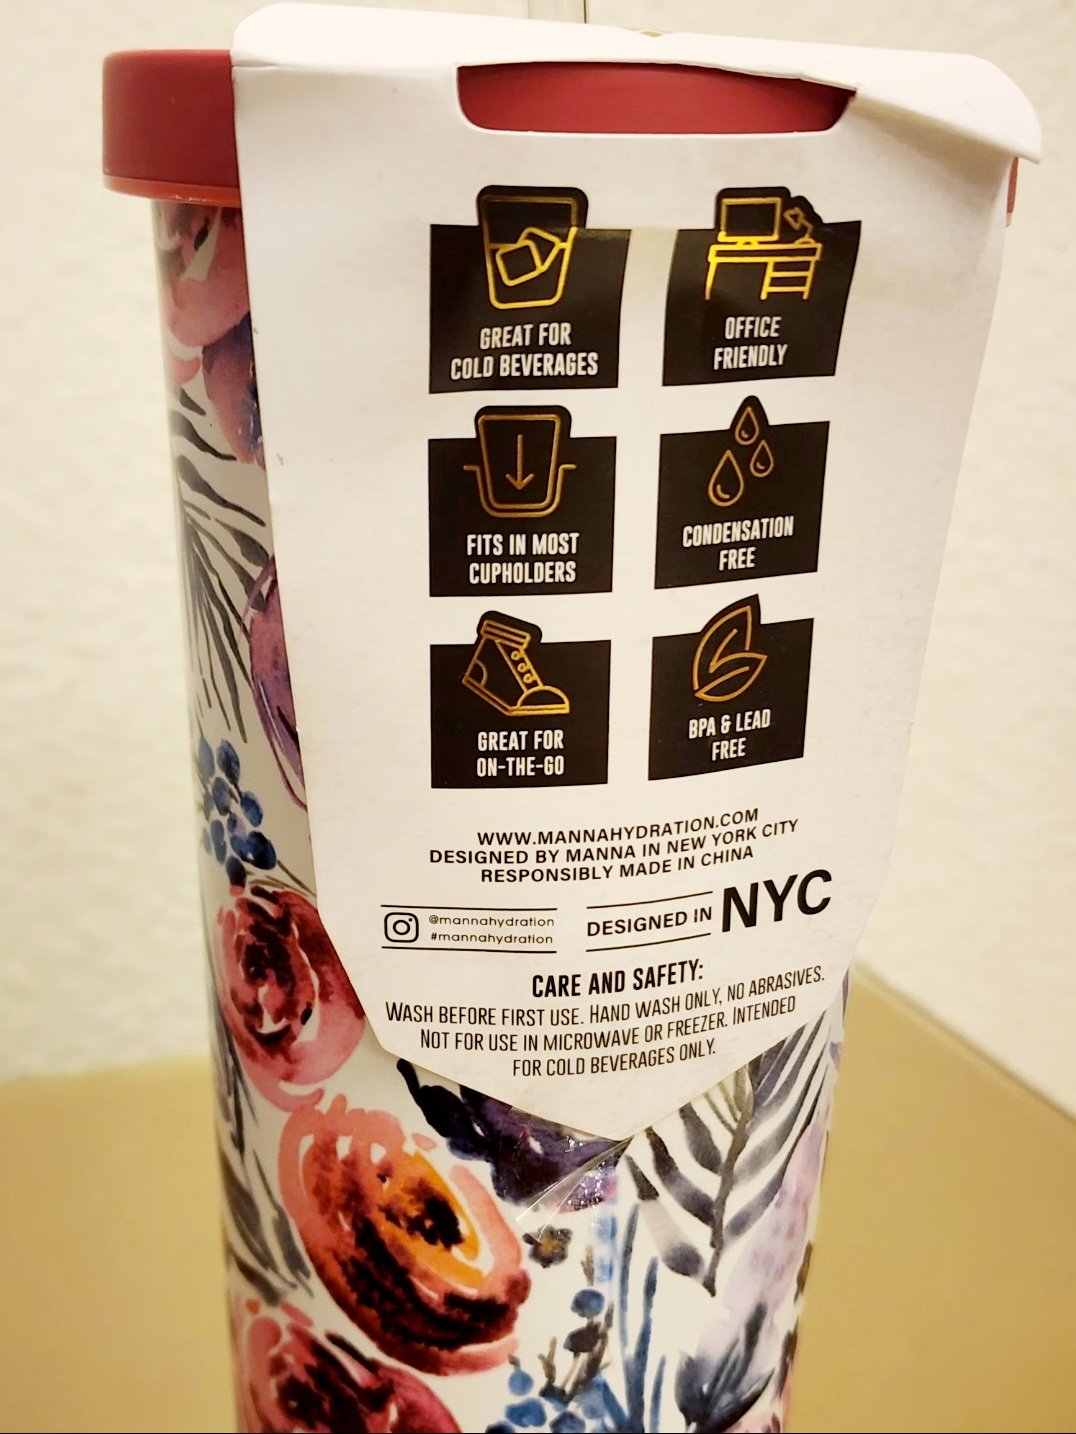 GREAT FOR
COLD BEVERAGES
OFFICE
FRIENDLY
FITS IN MOST
CUPHOLDERS
CONDENSATION
FREE
GREAT FOR
ON-THE-GO
BPA & LEAD
FREE
WWW.MANNAHYDRATION.COM
DESIGNED BY MANNA IN NEW YORK CITY
RESPONSIBLY MADE IN CHINA
@mannahydration
#mannahydration
DESIGNED IN NYC
CARE AND SAFETY:
WASH BEFORE FIRST USE. HAND WASH ONLY, NO ABRASIVES.
NOT FOR USE IN MICROWAVE OR FREEZER. INTENDED
FOR COLD BEVERAGES ONLY.